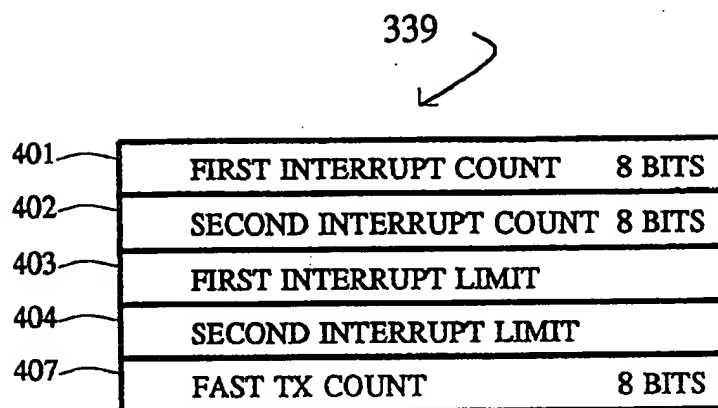 339
401 FIRST INTERRUPT COUNT 8 BITS
402 SECOND INTERRUPT COUNT 8 BITS
403 FIRST INTERRUPT LIMIT
404 SECOND INTERRUPT LIMIT
407 FAST TX COUNT 8 BITS